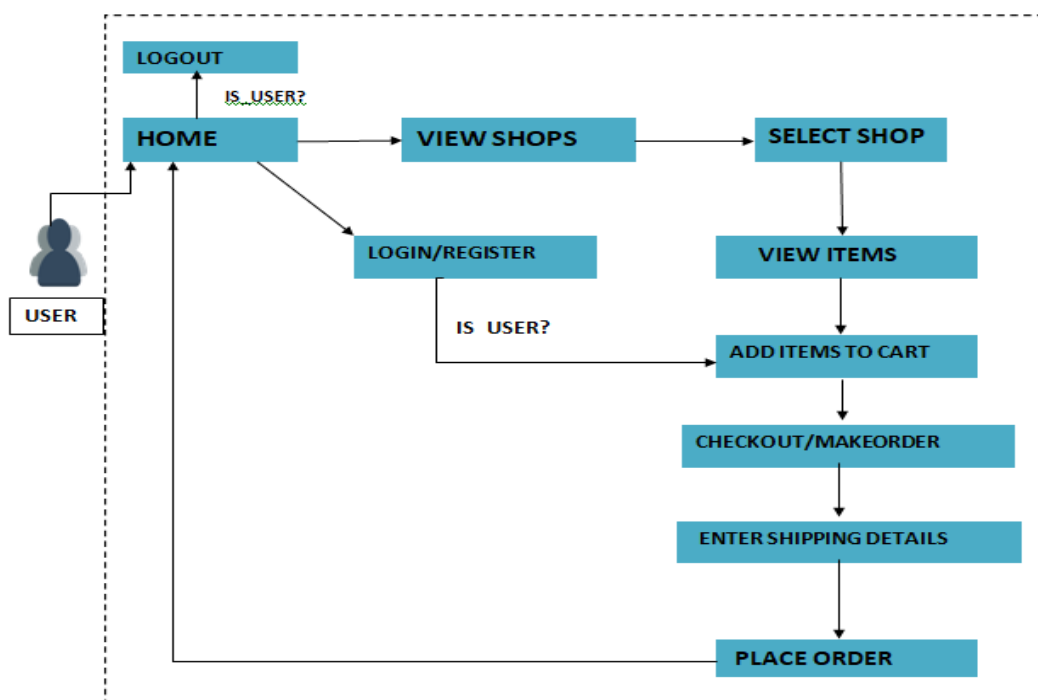 LOGOUT
IS_USER?
HOME
VIEW SHOPS
SELECT SHOP
LOGIN/REGISTER
VIEW ITEMS
USER
IS USER?
ADD ITEMS TO CART
CHECKOUT/MAKEORDER
ENTER SHIPPING DETAILS
PLACE ORDER